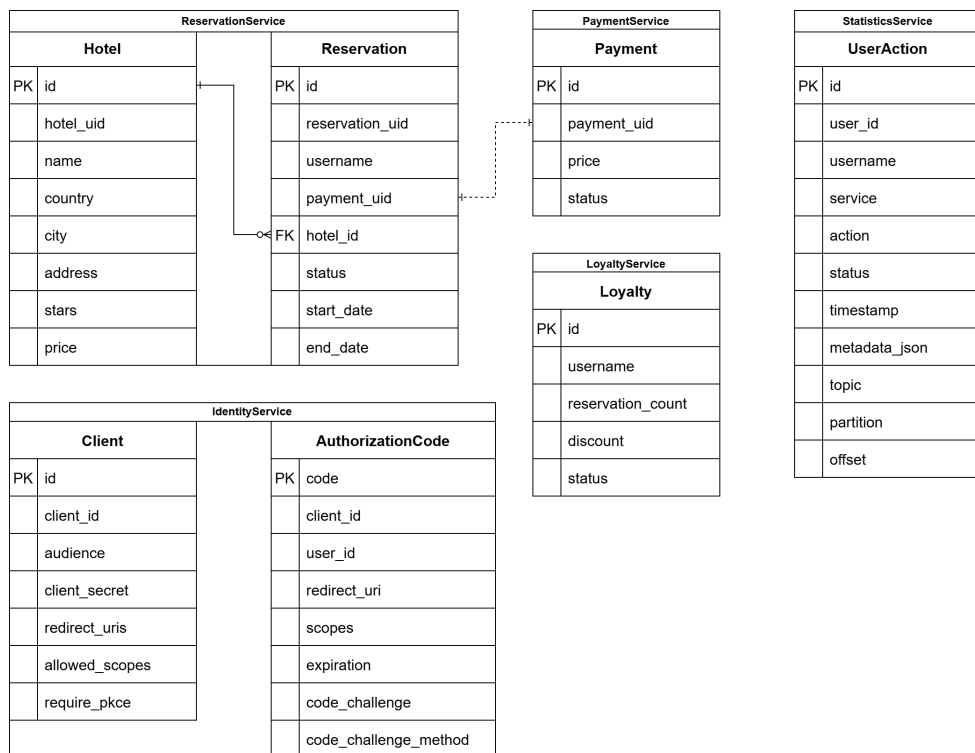 ReservationService
Hotel
PK id
hotel_uid
name
country
city
address
stars
price
Reservation
PK id
reservation_uid
username
payment_uid
FK hotel_id
status
start_date
end_date
PaymentService
Payment
PK id
payment_uid
price
status
LoyaltyService
Loyalty
PK id
username
reservation_count
discount
status
StatisticsService
UserAction
PK id
user_id
username
service
action
status
timestamp
metadata_json
topic
partition
offset
IdentityService
Client
PK id
client_id
audience
client_secret
redirect_uris
allowed_scopes
require_pkce
AuthorizationCode
PK code
client_id
user_id
redirect_uri
scopes
expiration
code_challenge
code_challenge_method